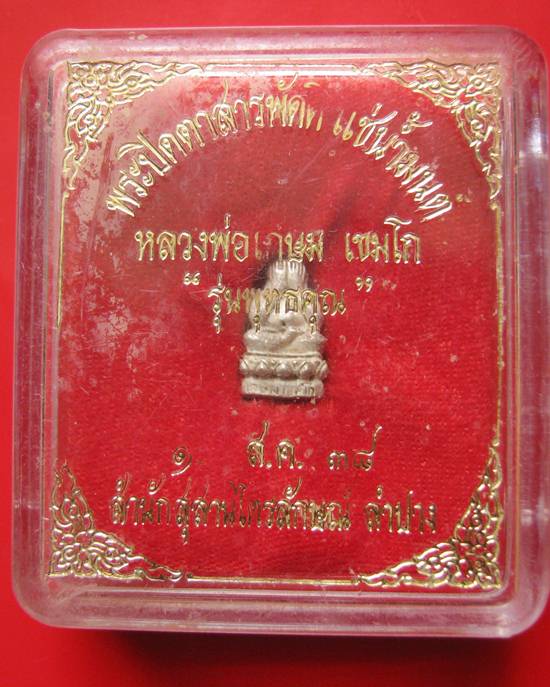 พระปิดตาสารพัดดี แช่น้ำมนต์
หลวงพ่อเกษม เขมโก
"รุ่นพุทธคุณ"
๑ ส.ค. ๓๘
สำนักสุสานไตรลักษณ์ ลำปาง